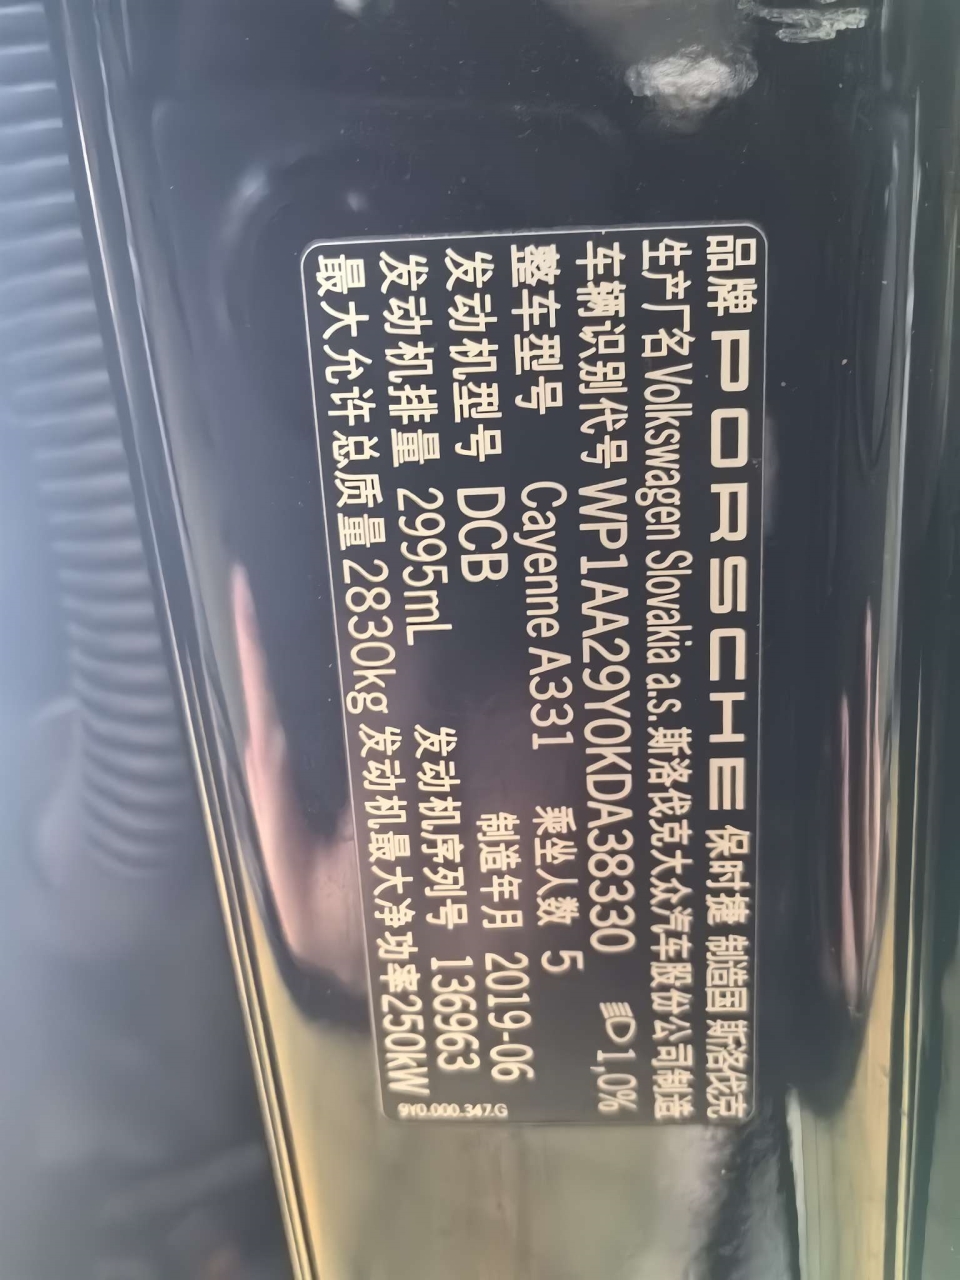 品牌 PORSCHE 保时捷 制造国 斯洛伐克
生产厂名 Volkswagen Slovakia a.s. 斯洛伐克大众汽车股份公司制造
车辆识别代号 WP1AA29Y0KDA38330 1,0%
整车型号 Cayenne A331 乘坐人数 5
发动机型号 DCB 制造年月 2019-06
发动机排量 2995mL 发动机序列号 136963
最大允许总质量 2830kg 发动机最大净功率250kW
9Y0.000.347.G